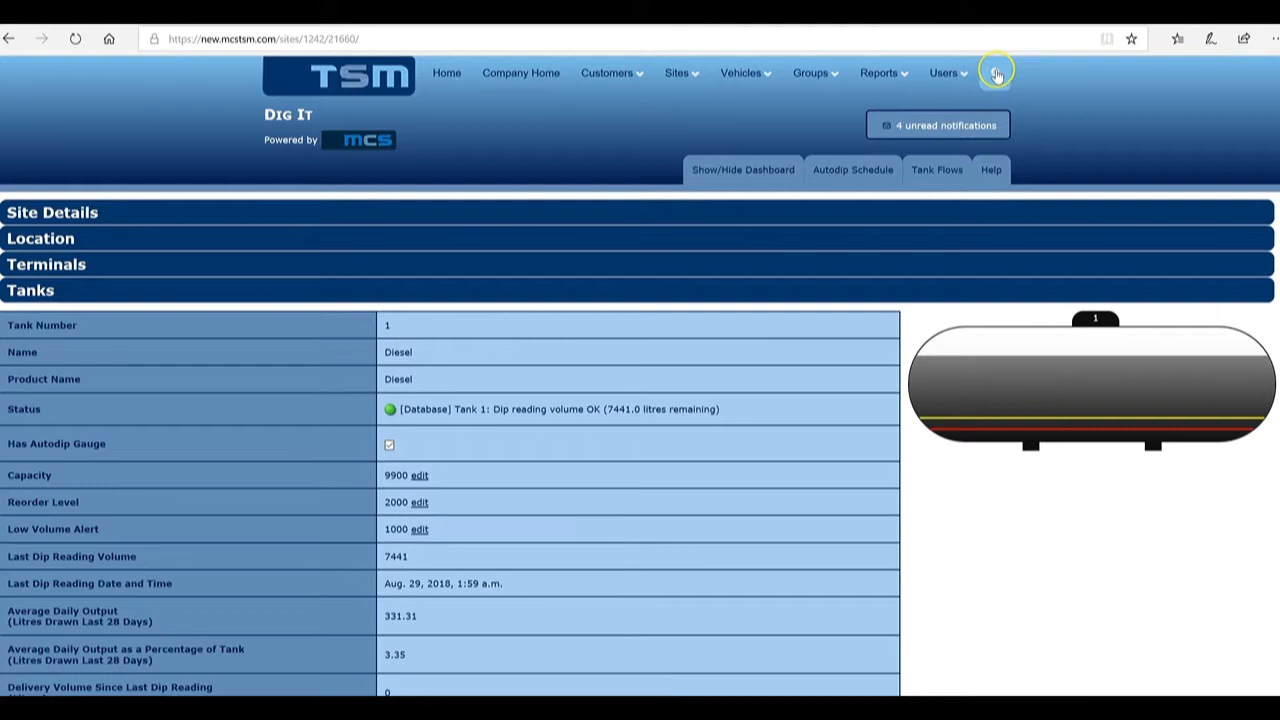 https://new.mcstsm.com/sites/1242/21660/
TSM
Home
Company Home
Customers
Sites
Vehicles
Groups
Reports
Users
Dig It
4 unread notifications
Powered by mcs
Show/Hide Dashboard
Autodip Schedule
Tank Flows
Help
Site Details
Location
Terminals
Tanks
Tank Number 1
1
Name Diesel
Product Name Diesel
Status [Database] Tank 1: Dip reading volume OK (7441.0 litres remaining)
Has Autodip Gauge
Capacity 9900 edit
Reorder Level 2000 edit
Low Volume Alert 1000 edit
Last Dip Reading Volume 7441
Last Dip Reading Date and Time Aug. 29, 2018, 1:59 a.m.
Average Daily Output
(Litres Drawn Last 28 Days) 331.31
Average Daily Output as a Percentage of Tank
(Litres Drawn Last 28 Days) 3.35
Delivery Volume Since Last Dip Reading 0